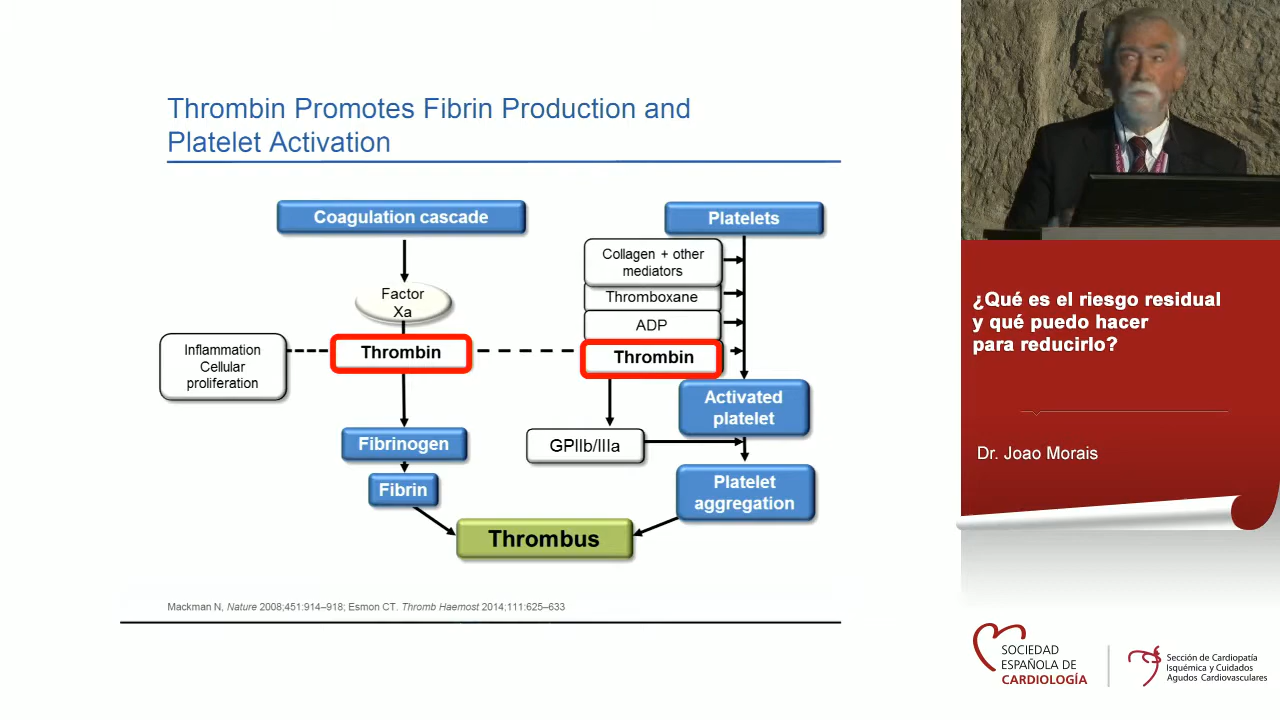 Thrombin Promotes Fibrin Production and
Platelet Activation
Coagulation cascade
Factor
Xa
Inflammation
Cellular
proliferation
Thrombin
Fibrinogen
Fibrin
Platelets
Collagen + other
mediators
Thromboxane
ADP
Thrombin
Activated
platelet
GPIIb/IIIa
Platelet
aggregation
Thrombus
Mackman N, Nature 2008;451:914–918; Esmon CT. Thromb Haemost 2014;111:625–633
¿Qué es el riesgo residual
y qué puedo hacer
para reducirlo?
Dr. Joao Morais
SOCIEDAD
ESPAÑOLA DE
CARDIOLOGÍA
Sección de Cardiopatía
Isquémica y Cuidados
Agudos Cardiovasculares